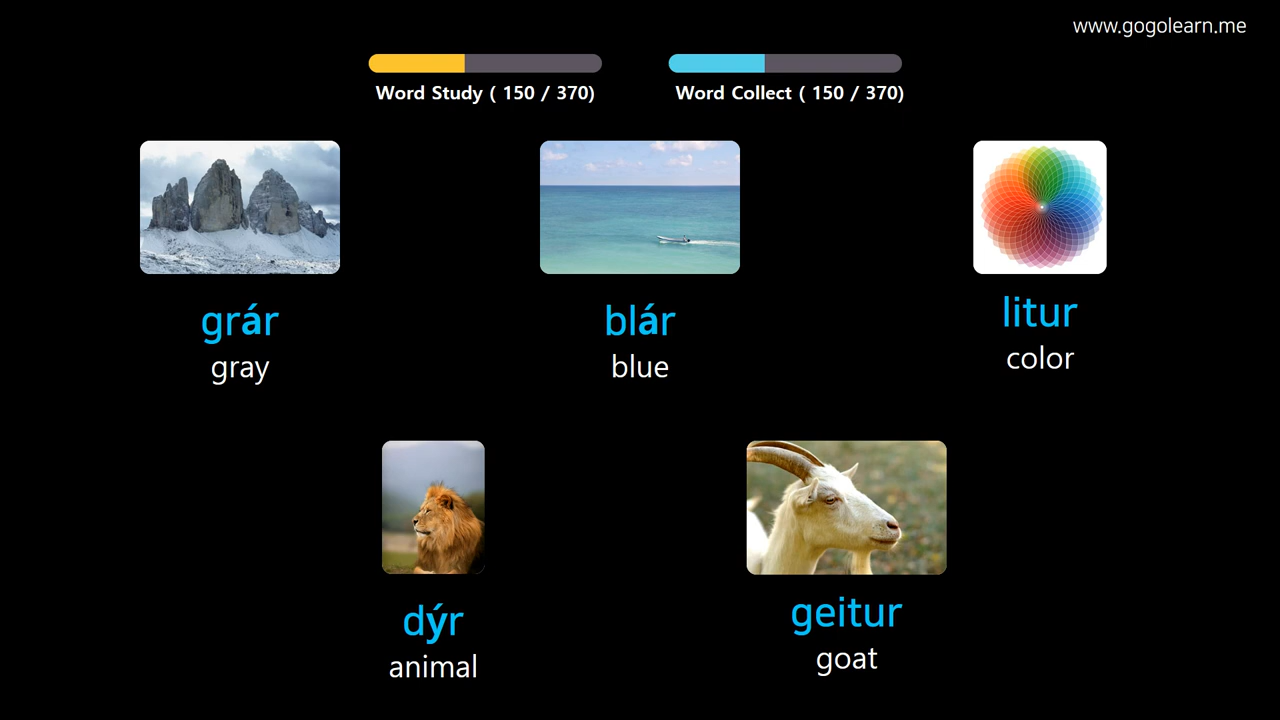 www.gogolearn.me
Word Study ( 150 / 370)
Word Collect ( 150 / 370)
grár
blár
litur
gray
blue
color
dýr
geitur
animal
goat